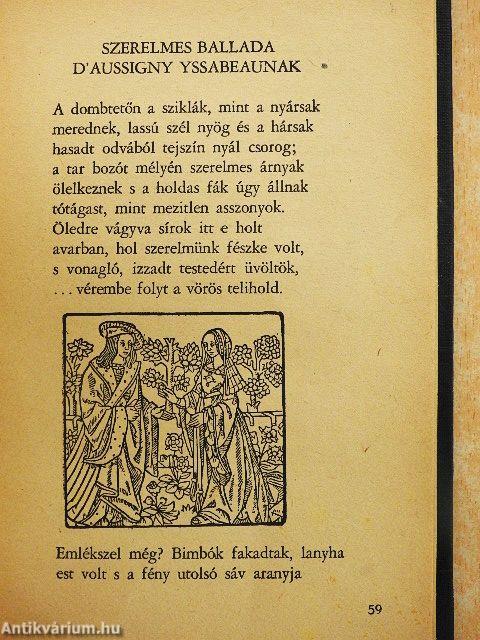 SZERELMES BALLADA
D'AUSSIGNY YSSABEAUNAK
A dombtetőn a sziklák, mint a nyársak
merednek, lassú szél nyög és a hársak
hasadt odvából tejszín nyál csorog;
a tar bozót mélyén szerelmes árnyak
ölelkeznek s a holdas fák úgy állnak
tótágast, mint mezitlen asszonyok.
Öledre vágyva sírok itt e holt
avarban, hol szerelmünk fészke volt,
s vonagló, izzadt testedért üvöltök,
... vérembe folyt a vörös telihold.
Emlékszel még? Bimbók fakadtak, lanyha
est volt s a fény utolsó sáv aranyja
59
Antikvárium.hu